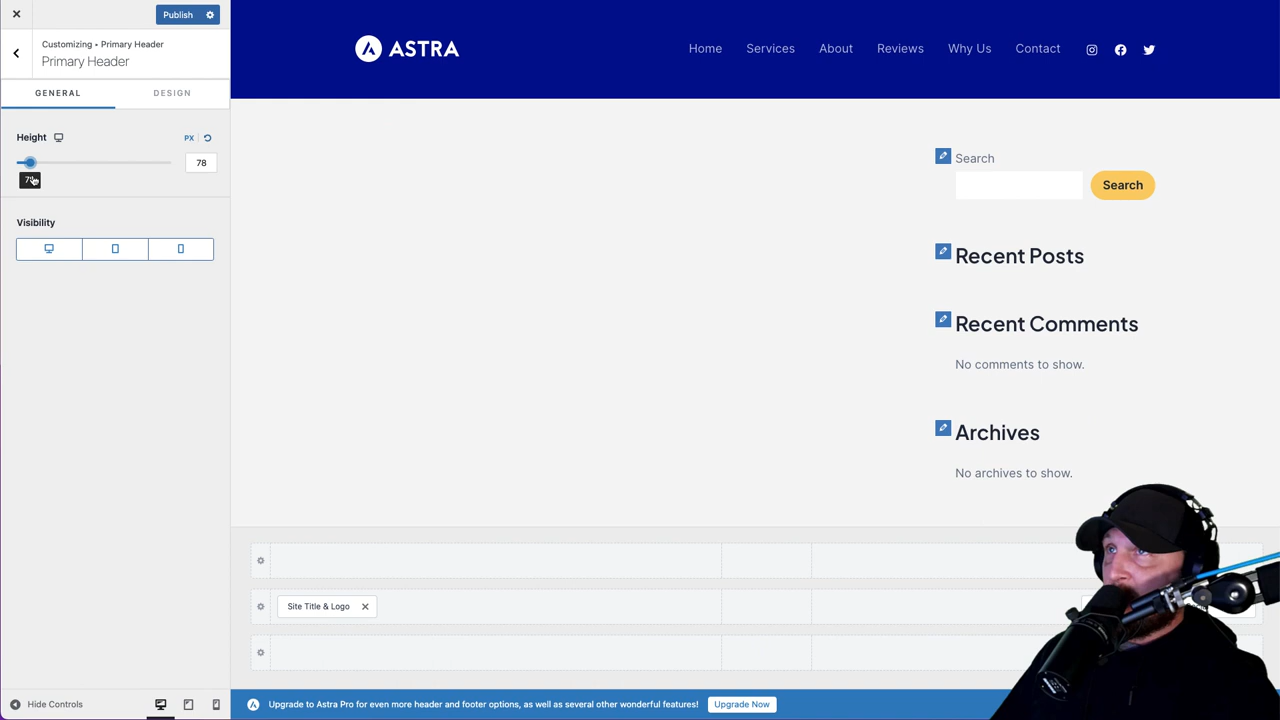 Publish
Customizing • Primary Header
Primary Header
GENERAL
DESIGN
Height
PX
78
Visibility
Hide Controls
ASTRA
Home
Services
About
Reviews
Why Us
Contact
Search
Search
Recent Posts
Recent Comments
No comments to show.
Archives
No archives to show.
Site Title & Logo
Upgrade to Astra Pro for even more header and footer options, as well as several other wonderful features!
Upgrade Now